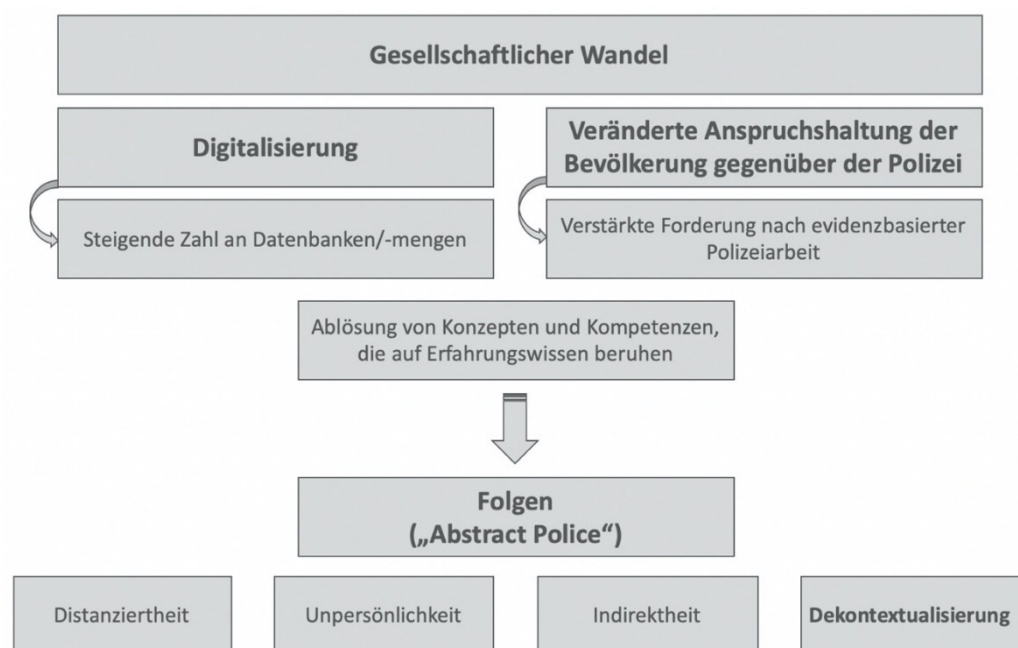 Gesellschaftlicher Wandel
Digitalisierung
Veränderte Anspruchshaltung der
Bevölkerung gegenüber der Polizei
Steigende Zahl an Datenbanken/-mengen
Verstärkte Forderung nach evidenzbasierter
Polizeiarbeit
Ablösung von Konzepten und Kompetenzen,
die auf Erfahrungswissen beruhen
Folgen
(„Abstract Police“)
Distanziertheit
Unpersönlichkeit
Indirektheit
Dekontextualisierung